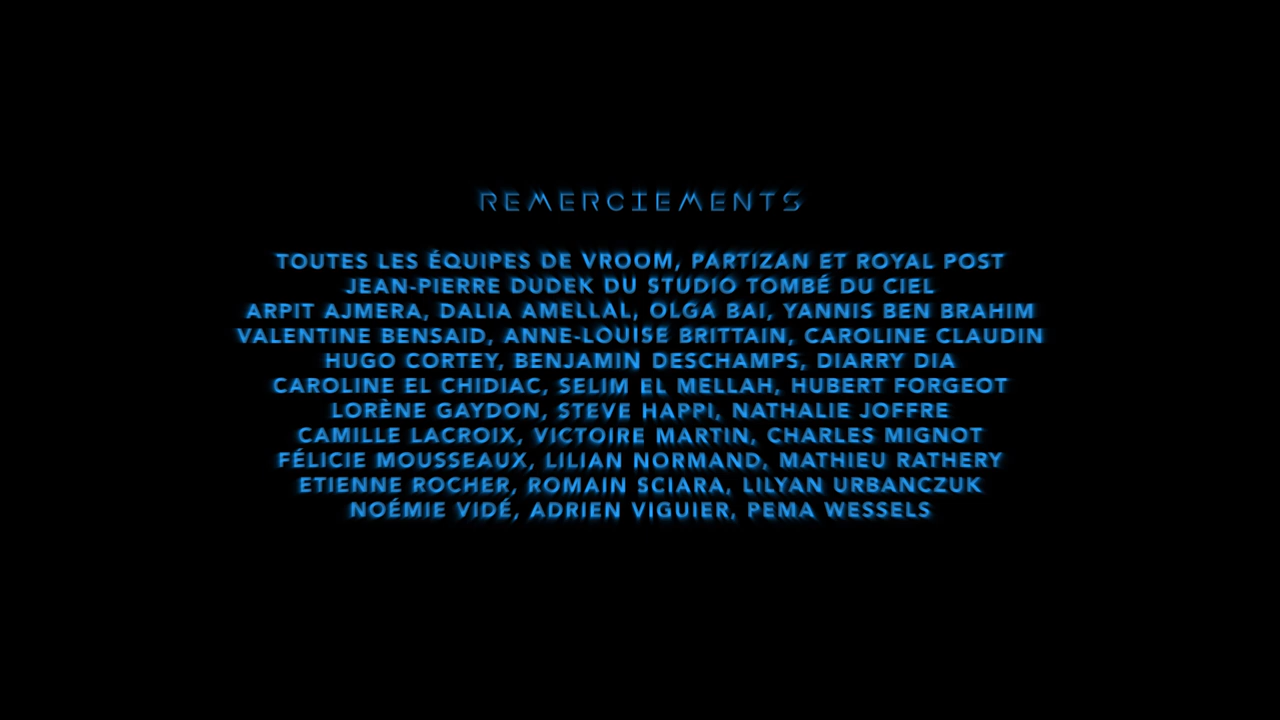 REMERCIEMENTS
TOUTES LES ÉQUIPES DE VROOM, PARTIZAN ET ROYAL POST
JEAN-PIERRE DUDEK DU STUDIO TOMBÉ DU CIEL
ARPIT AJMERA, DALIA AMELLAL, OLGA BAI, YANNIS BEN BRAHIM
VALENTINE BENSAID, ANNE-LOUISE BRITTAIN, CAROLINE CLAUDIN
HUGO CORTEY, BENJAMIN DESCHAMPS, DIARRY DIA
CAROLINE EL CHIDIAC, SELIM EL MELLAH, HUBERT FORGEOT
LORÈNE GAYDON, STEVE HAPPI, NATHALIE JOFFRE
CAMILLE LACROIX, VICTOIRE MARTIN, CHARLES MIGNOT
FÉLICIE MOUSSEAUX, LILIAN NORMAND, MATHIEU RATHERY
ETIENNE ROCHER, ROMAIN SCIARA, LILYAN URBANCZUK
NOÉMIE VIDÉ, ADRIEN VIGUIER, PEMA WESSELS